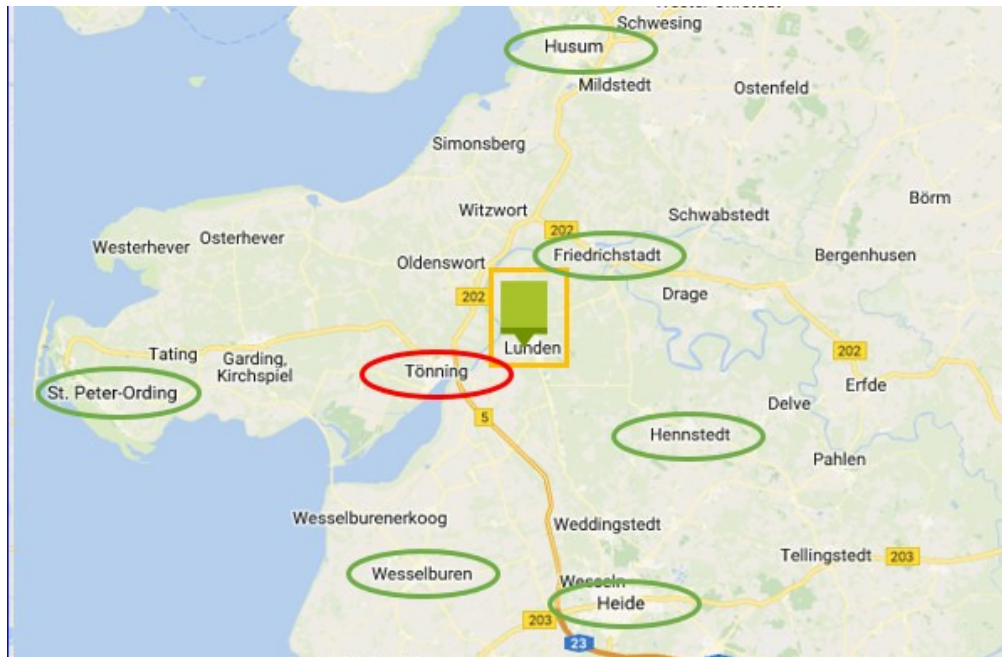 Schwesing
Husum
Mildstedt
Ostenfeld
Simonsberg
Börm
Witzwort
Schwabstedt
202
Osterhever
Westerhever
Friedrichstadt
Bergenhusen
Oldenswort
202
Drage
Lunden
202
Tating
Garding,
Kirchspiel
Tönning
Erfde
St. Peter-Ording
Delve
5
Hennstedt
Pahlen
Wesselburenerkoog
Weddingstedt
Tellingstedt
203
Wesselburen
Wesseln
Heide
203
23